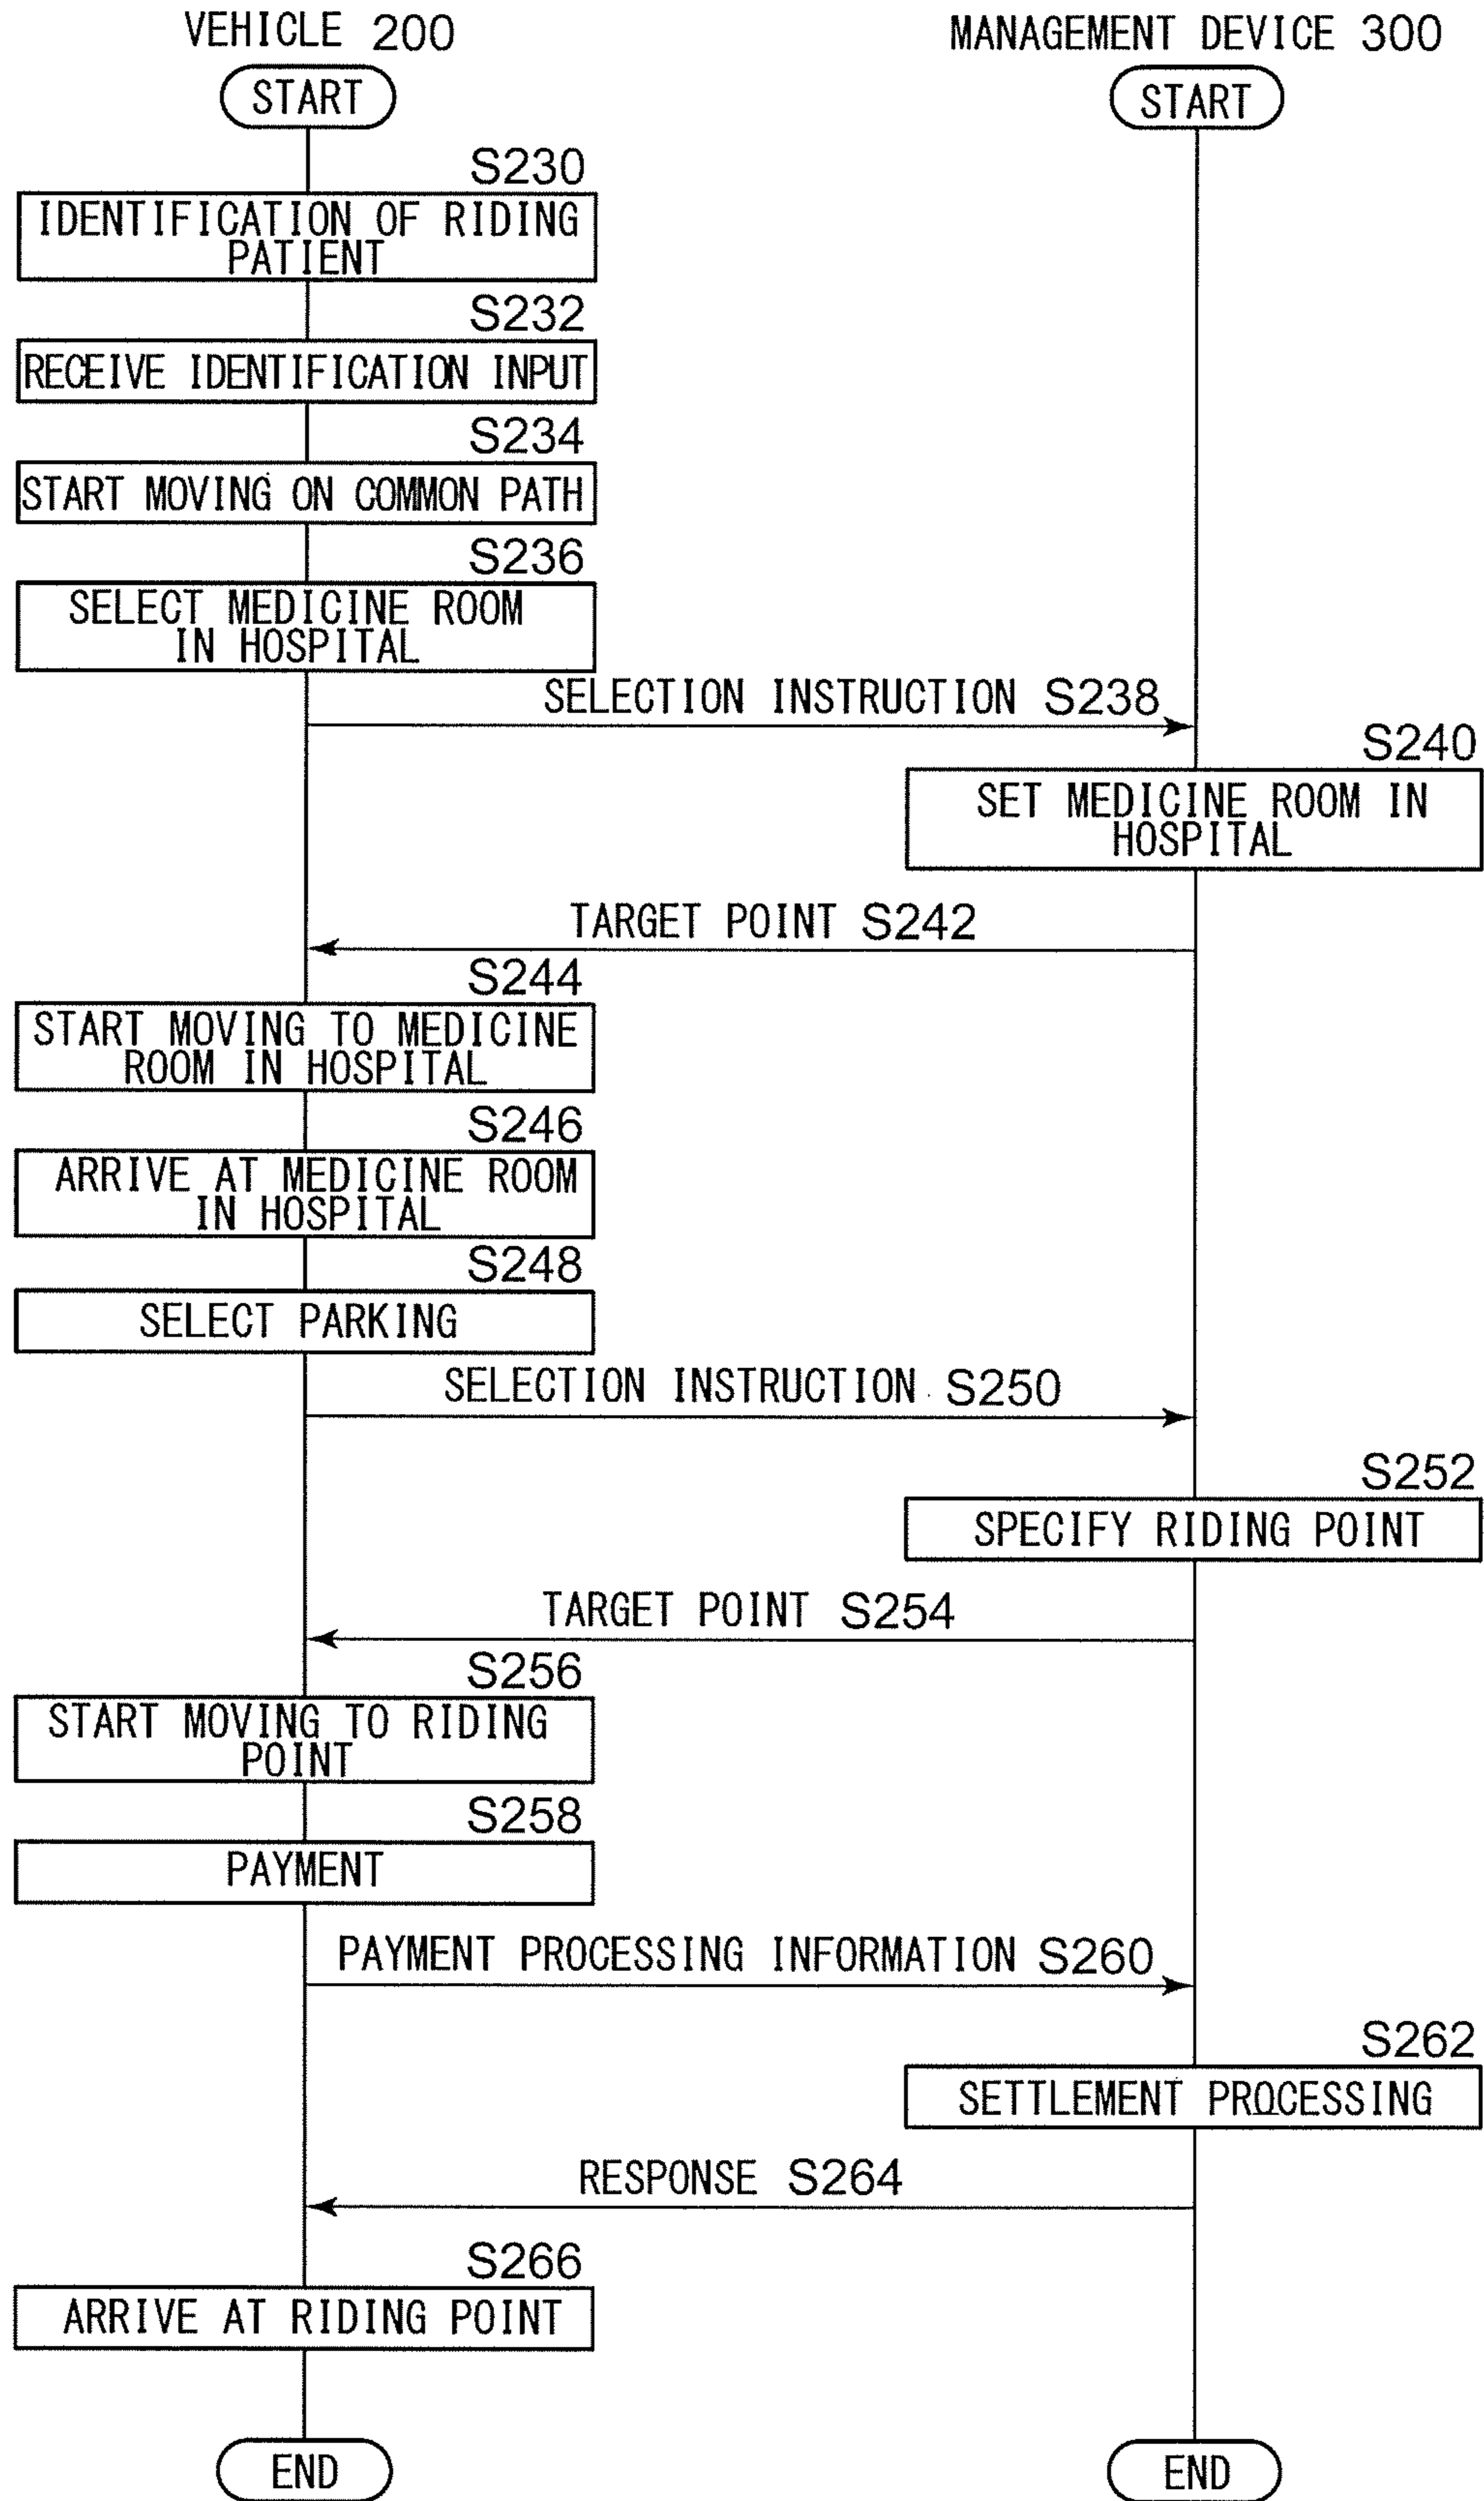 VEHICLE 200
MANAGEMENT DEVICE 300
START
START
S230
IDENTIFICATION OF RIDING
PATIENT
S232
RECEIVE IDENTIFICATION INPUT
S234
START MOVING ON COMMON PATH
S236
SELECT MEDICINE ROOM
IN HOSPITAL
SELECTION INSTRUCTION S238
S240
SET MEDICINE ROOM IN
HOSPITAL
TARGET POINT S242
S244
START MOVING TO MEDICINE
ROOM IN HOSPITAL
S246
ARRIVE AT MEDICINE ROOM
IN HOSPITAL
S248
SELECT PARKING
SELECTION INSTRUCTION S250
S252
SPECIFY RIDING POINT
TARGET POINT S254
S256
START MOVING TO RIDING
POINT
S258
PAYMENT
PAYMENT PROCESSING INFORMATION S260
S262
SETTLEMENT PROCESSING
RESPONSE S264
S266
ARRIVE AT RIDING POINT
END
END